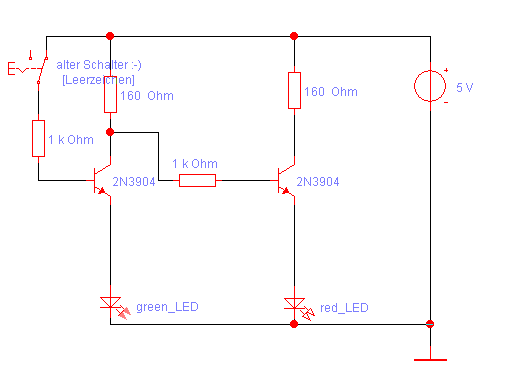 alter Schalter :-)
[Leerzeichen]
160 Ohm
160 Ohm
5 V
1 k Ohm
1 k Ohm
2N3904
2N3904
green_LED
red_LED